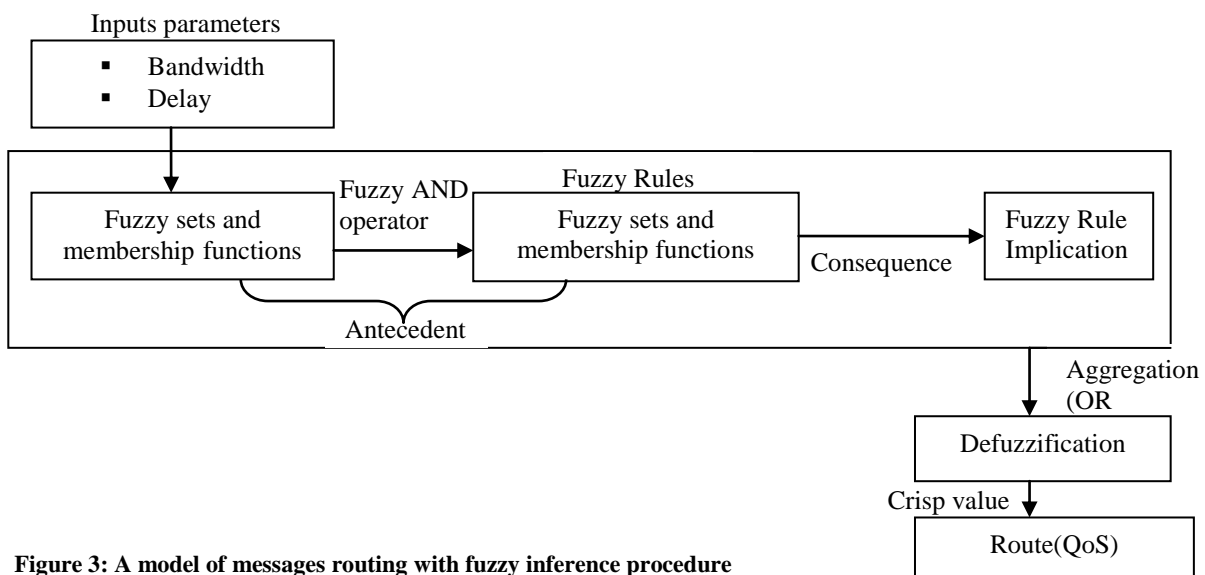 Inputs parameters
▪ Bandwidth
▪ Delay
Fuzzy Rules
Fuzzy sets and
membership functions
Fuzzy AND
operator
Fuzzy sets and
membership functions
Consequence
Fuzzy Rule
Implication
Antecedent
Aggregation
(OR
Defuzzification
Crisp value
Route(QoS)
Figure 3: A model of messages routing with fuzzy inference procedure